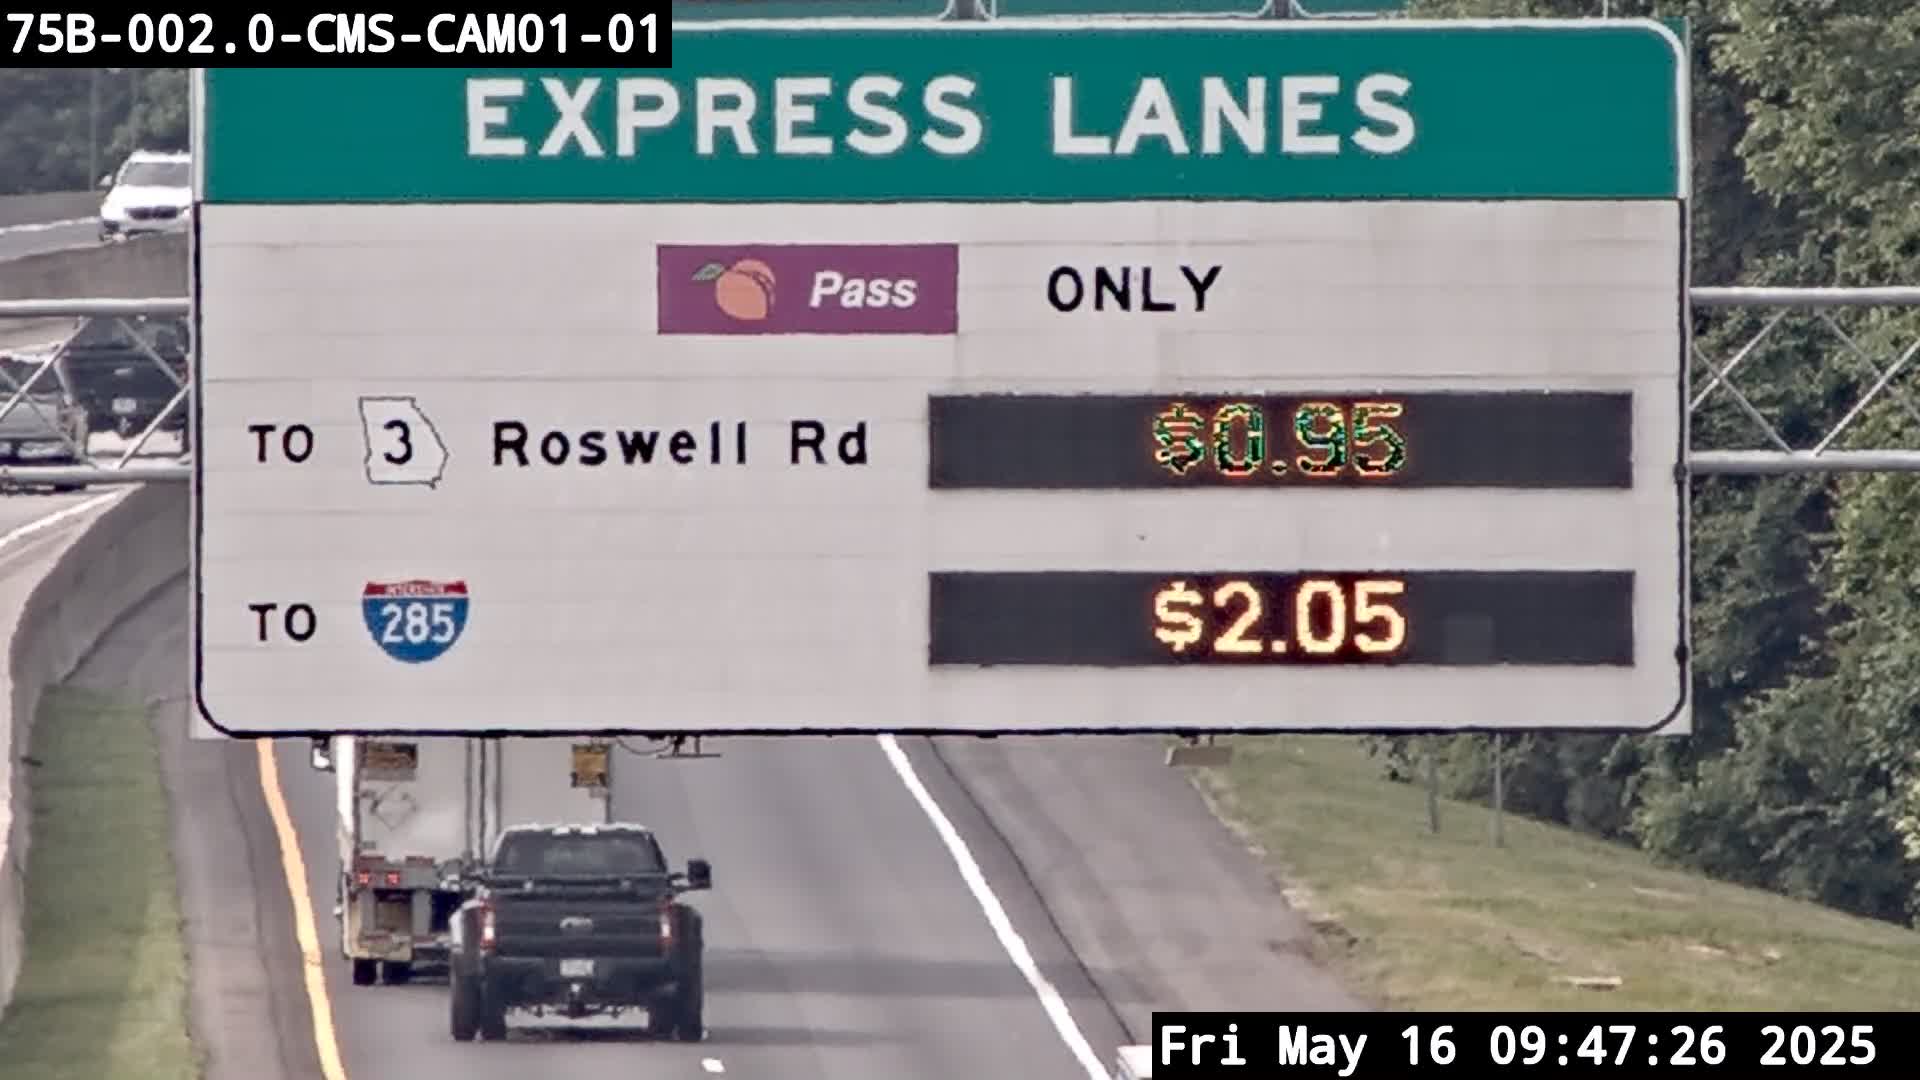 75B-002.0-CMS-CAM01-01
EXPRESS LANES
Pass ONLY
TO 3 Roswell Rd $0.95
TO INTERSTATE 285 $2.05
Fri May 16 09:47:26 2025